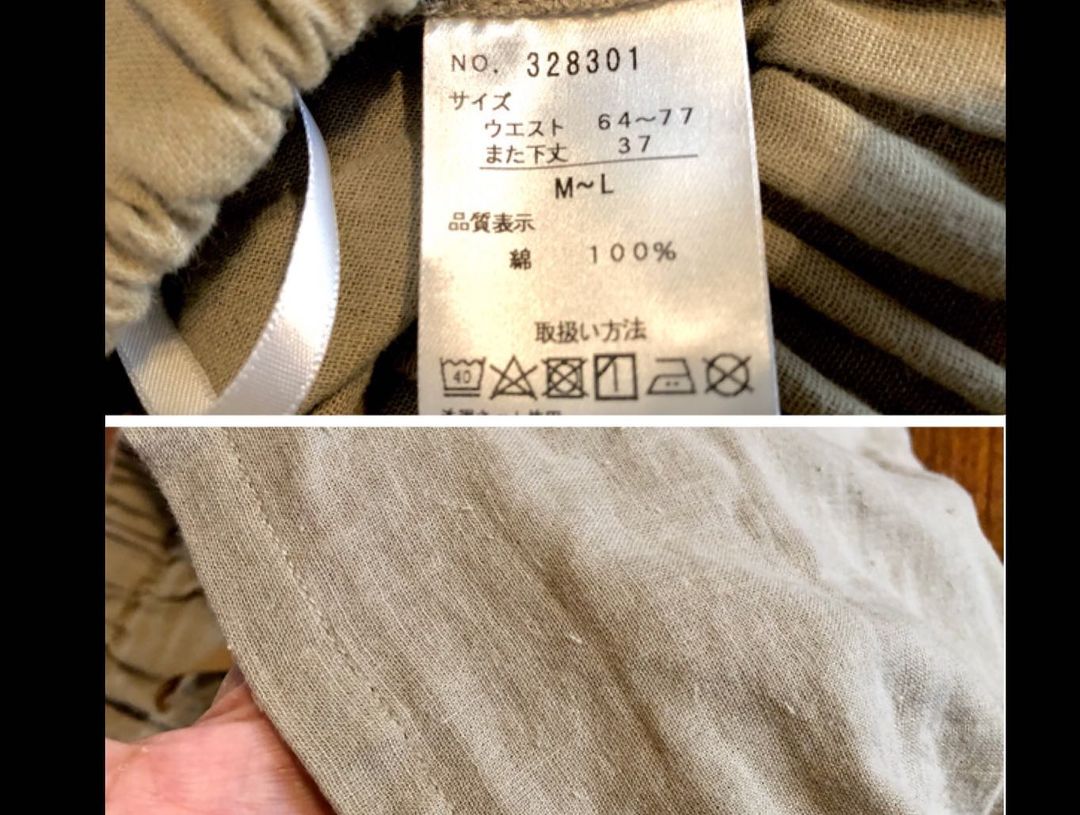 NO. 328301
サイズ
ウエスト 64～77
また下丈 37
M～L
品質表示
綿 100%
取扱い方法
40